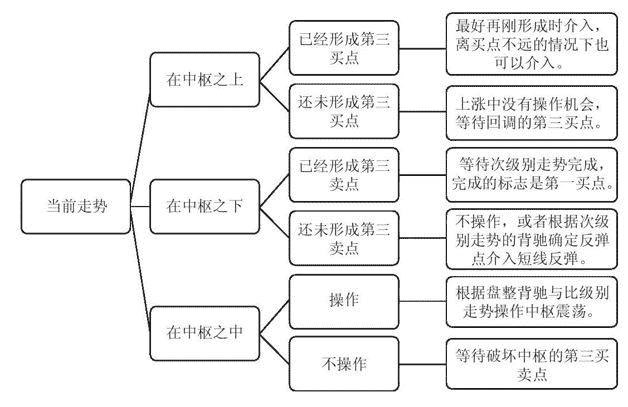 当前走势
在中枢之上
已经形成第三
买点
最好再刚形成时介入，
离买点不远的情况下也
可以介入。
还未形成第三
买点
上涨中没有操作机会，
等待回调的第三买点。
在中枢之下
已经形成第三
卖点
等待次级别走势完成，
完成的标志是第一买点。
还未形成第三
卖点
不操作，或者根据次级
别走势的背驰确定反弹
点介入短线反弹。
在中枢之中
操作
根据盘整背驰与比级别
走势操作中枢震荡。
不操作
等待破坏中枢的第三买
卖点